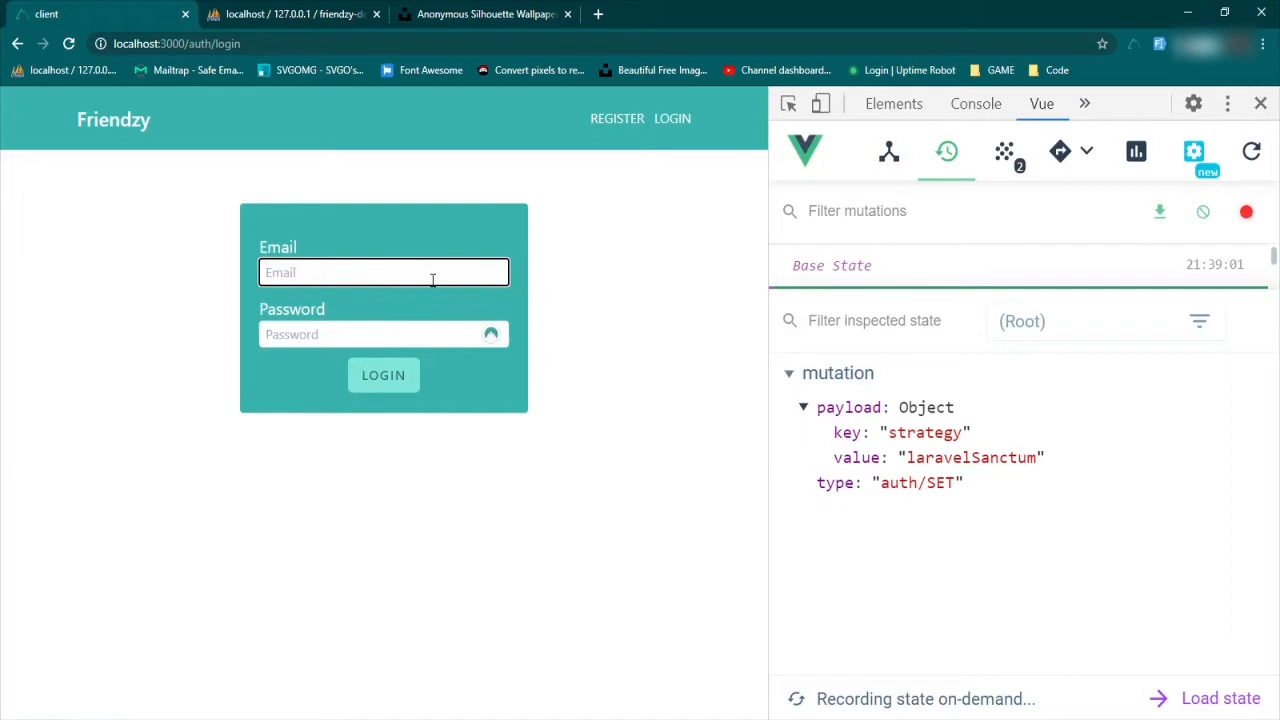 client
localhost / 127.0.0.1 / friendzy-d
Anonymous Silhouette Wallpape
localhost:3000/auth/login
localhost / 127.0.0....
Mailtrap - Safe Ema...
SVGOMG - SVGO's...
Font Awesome
Convert pixels to re...
Beautiful Free Imag...
Channel dashboard...
Login | Uptime Robot
GAME
Code
Friendzy
REGISTER LOGIN
Email
Email
Password
Password
LOGIN
Elements
Console
Vue
2
new
Filter mutations
Base State
21:39:01
Filter inspected state
(Root)
mutation
payload: Object
key: "strategy"
value: "laravelSanctum"
type: "auth/SET"
Recording state on-demand...
Load state